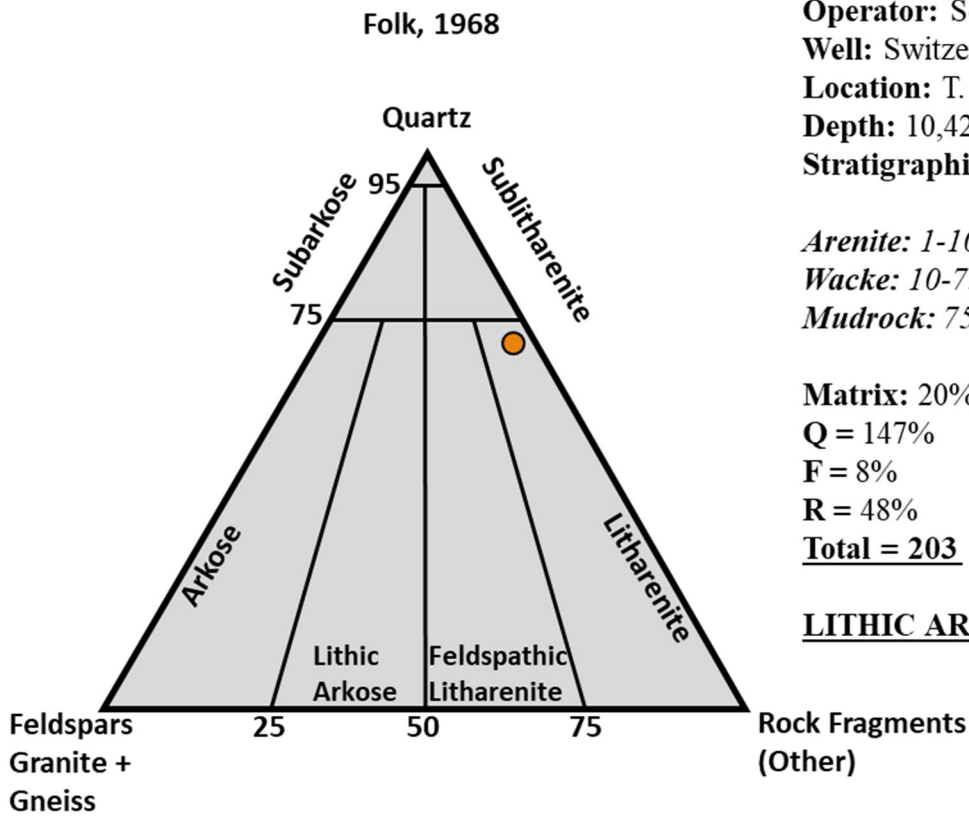 Folk, 1968
Quartz
95
Subarkose
Sublitharenite
75
Arkose
Litharenite
Lithic
Arkose
Feldspathic
Litharenite
Feldspars
Granite +
Gneiss
25
50
75
Rock Fragments
(Other)
Operator: S
Well: Switze
Location: T.
Depth: 10,42
Stratigraphi
Arenite: 1-10
Wacke: 10-7
Mudrock: 75
Matrix: 20%
Q = 147%
F = 8%
R = 48%
Total = 203
LITHIC AR